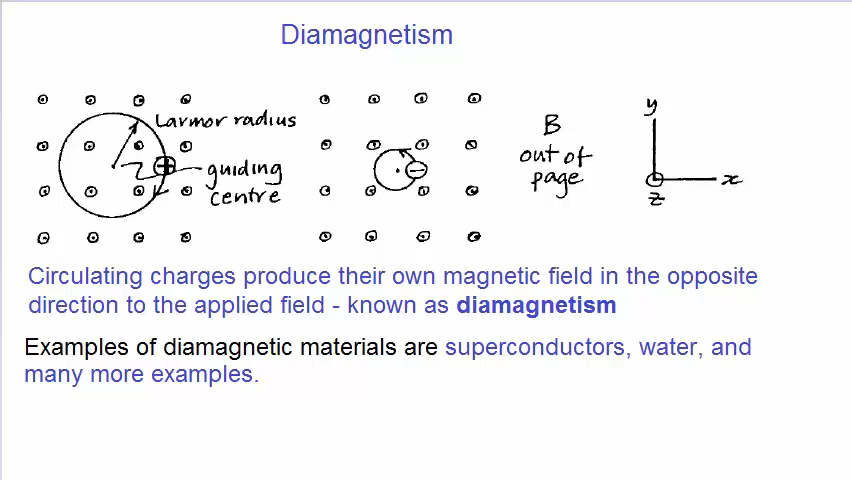 Diamagnetism
Larmor radius
guiding
centre
B
out of
page
y
x
z
Circulating charges produce their own magnetic field in the opposite
direction to the applied field - known as diamagnetism
Examples of diamagnetic materials are superconductors, water, and
many more examples.